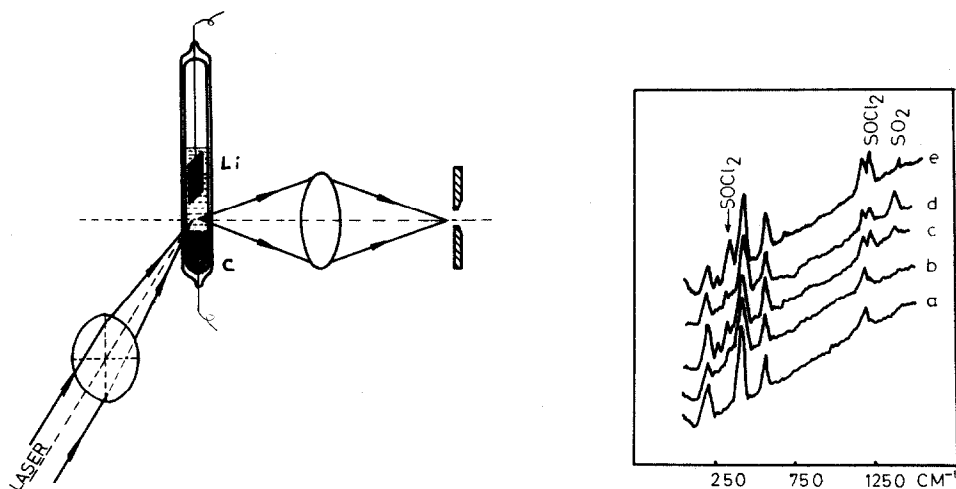 Li
C
LASER
SOCl₂
SOCl₂
SO₂
e
d
c
b
a
250 750 1250 CM⁻¹